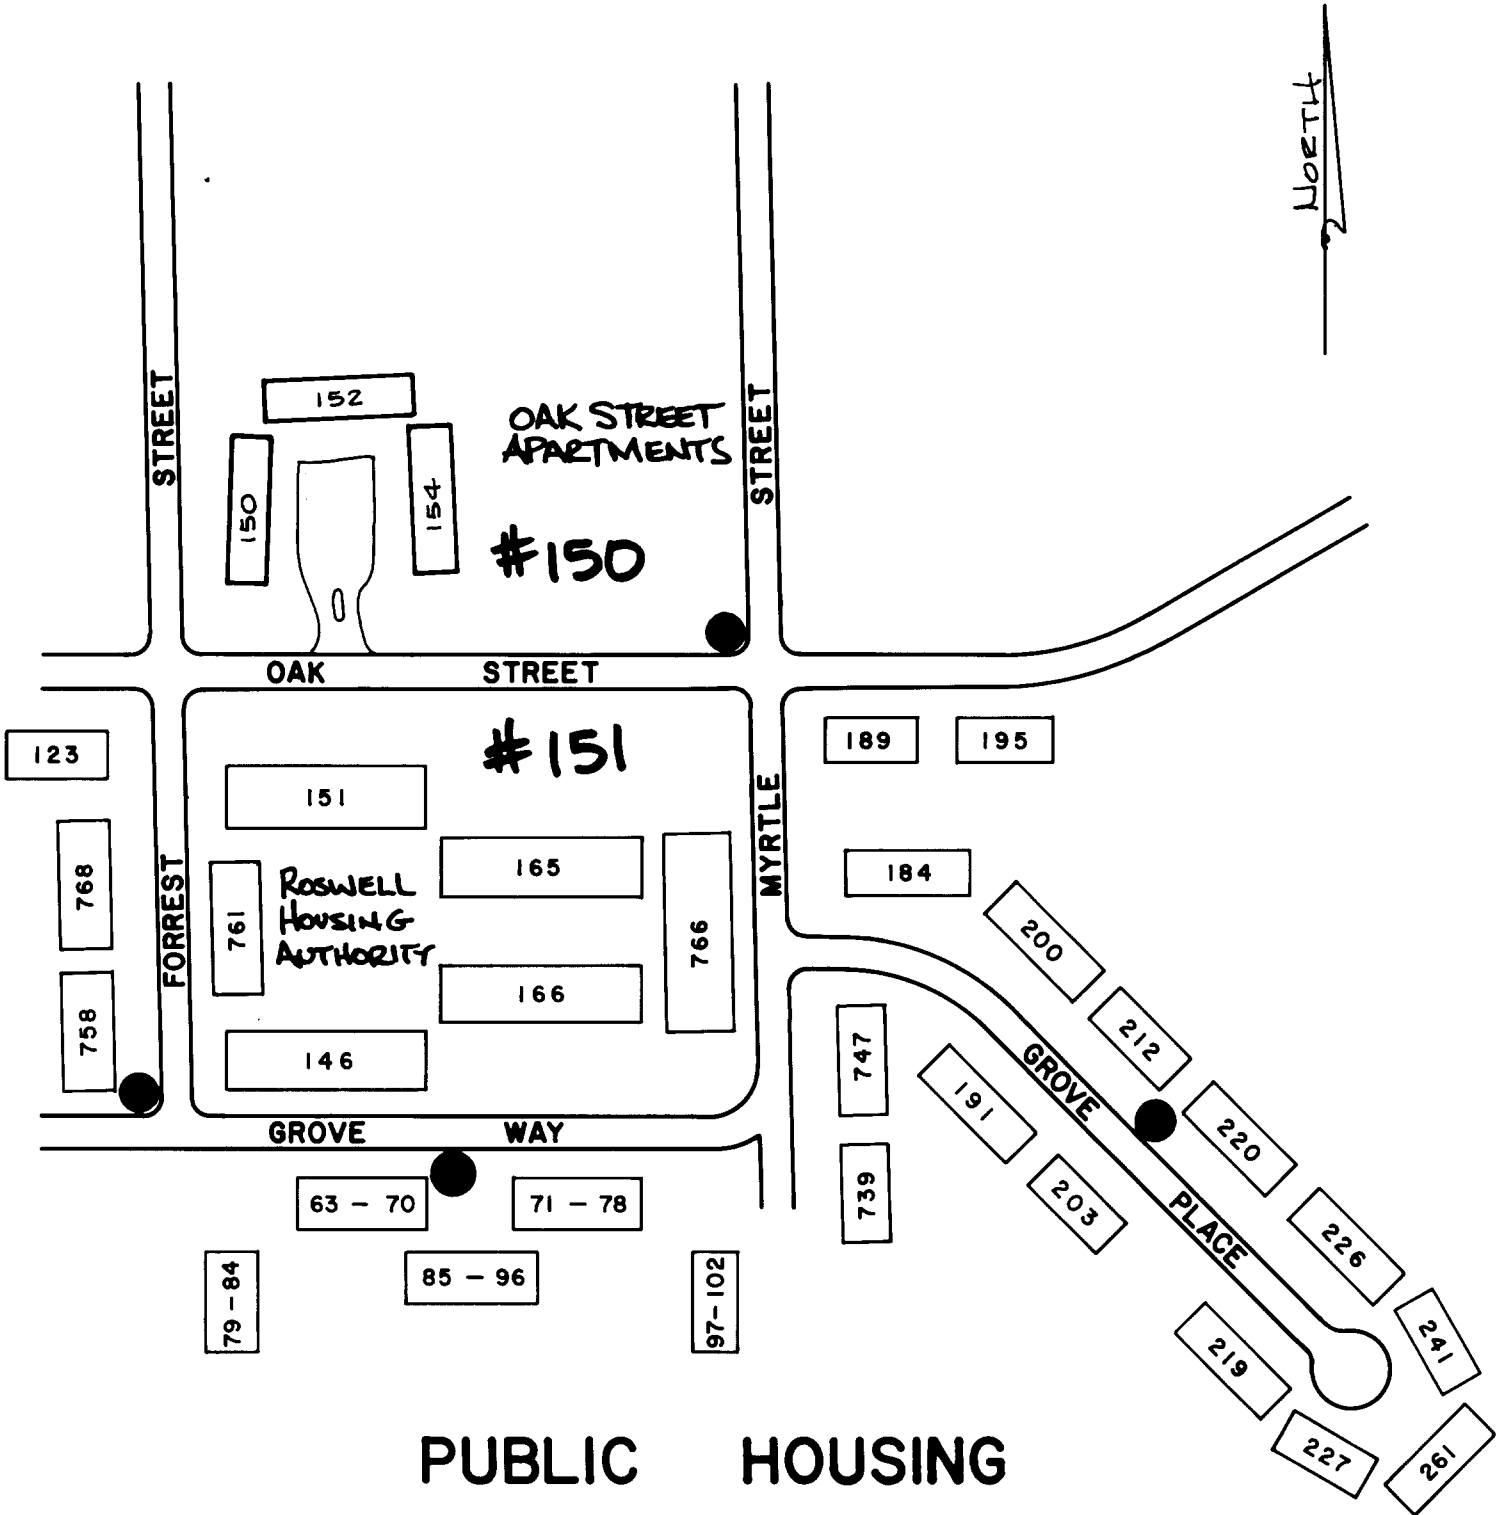 NORTH
STREET
STREET
152
150
154
OAK STREET
APARTMENTS
#150
OAK STREET
#151
123
151
189
195
768
758
FORREST
761
ROSWELL
HOUSING
AUTHORITY
165
166
766
MYRTLE
184
146
200
212
220
226
241
261
747
739
191
203
219
227
GROVE PLACE
GROVE WAY
63 - 70
71 - 78
79 - 84
85 - 96
97 - 102
PUBLIC HOUSING